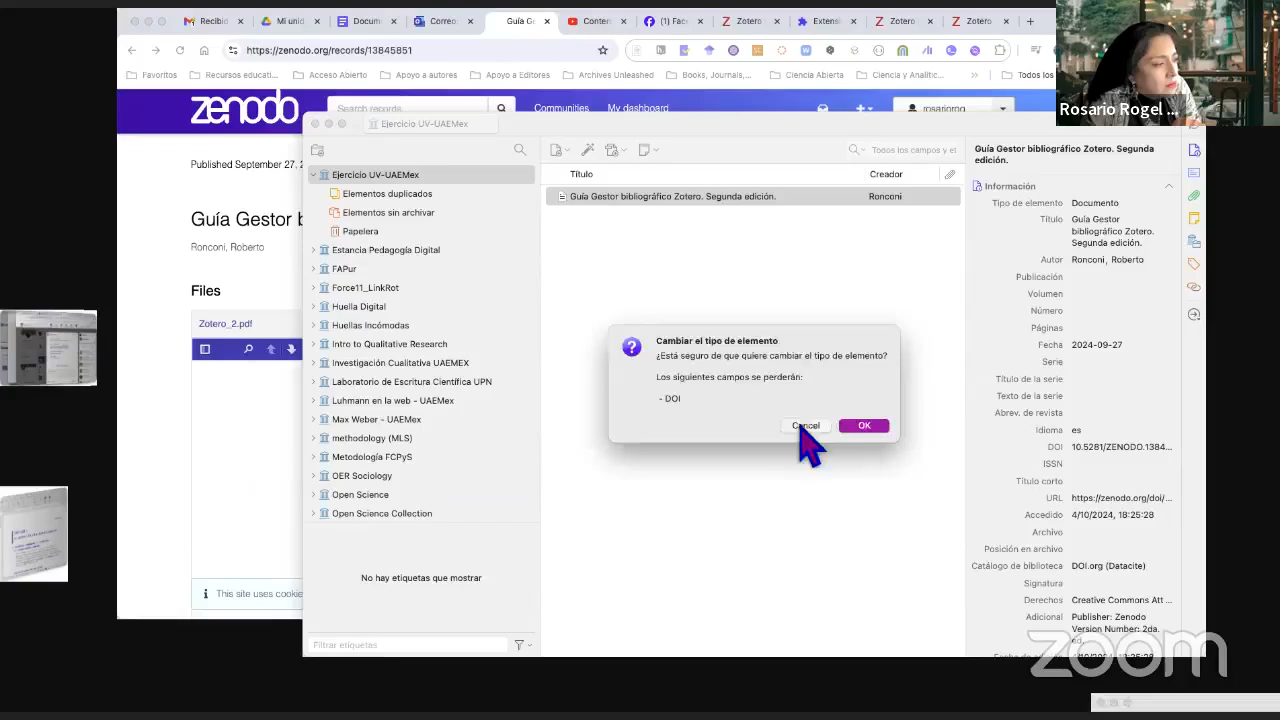 Recibio
Mi unid
Docum
Correo:
Guía Ge
Conten
(1) Fac
Zotero
Extensi
Zotero
Zotero
https://zenodo.org/records/13845851
Favoritos
Recursos educati...
Acceso Abierto
Apoyo a autores
Apoyo a Editores
Archives Unleashed
Books, Journals,...
Ciencia Abierta
Ciencia y Analític...
»
Todos los
Rosario Rogel ...
zenodo
Search records.
Communities
My dashboard
rosariorog
Published September 27, 2
Guía Gestor b
Ronconi, Roberto
Files
Zotero_2.pdf
This site uses cookie
Ejercicio UV-UAEMex
Ejercicio UV-UAEMex
Elementos duplicados
Elementos sin archivar
Papelera
Estancia Pedagogía Digital
FAPur
Force11_LinkRot
Huella Digital
Huellas Incómodas
Intro to Qualitative Research
Investigación Cualitativa UAEMEX
Laboratorio de Escritura Científica UPN
Luhmann en la web - UAEMex
Max Weber - UAEMex
methodology (MLS)
Metodología FCPyS
OER Sociology
Open Science
Open Science Collection
No hay etiquetas que mostrar
Filtrar etiquetas
Todos los campos y et
Título
Creador
Guía Gestor bibliográfico Zotero. Segunda edición.
Ronconi
Cambiar el tipo de elemento
¿Está seguro de que quiere cambiar el tipo de elemento?
Los siguientes campos se perderán:
- DOI
Cancel
OK
Guía Gestor bibliográfico Zotero. Segunda
edición.
Información
Tipo de elemento Documento
Título Guía Gestor
bibliográfico Zotero.
Segunda edición.
Autor Ronconi, Roberto
Publicación
Volumen
Número
Páginas
Fecha 2024-09-27
Serie
Título de la serie
Texto de la serie
Abrev. de revista
Idioma es
DOI 10.5281/ZENODO.1384...
ISSN
Título corto
URL https://zenodo.org/doi/...
Accedido 4/10/2024, 18:25:28
Archivo
Posición en archivo
Catálogo de biblioteca DOI.org (Datacite)
Signatura
Derechos Creative Commons Att ...
Adicional Publisher: Zenodo
Version Number: 2da.
ed.
zoom